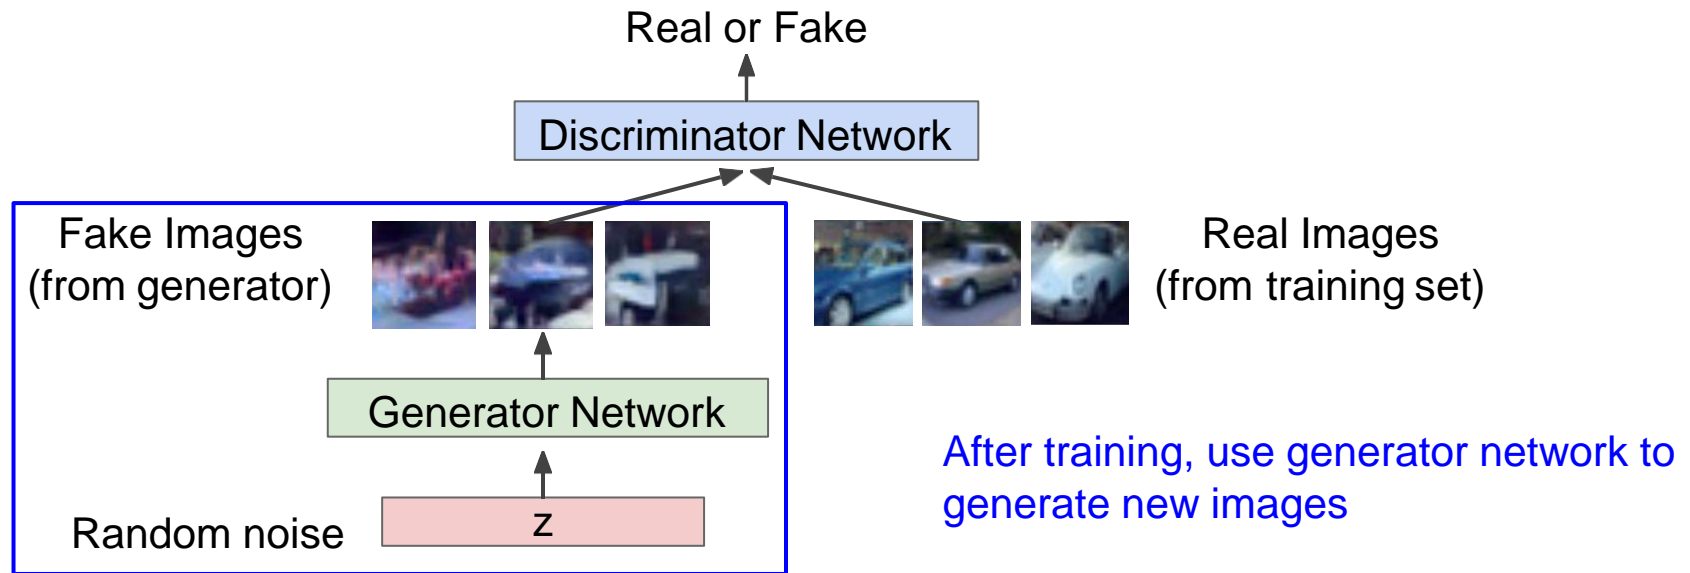 Real or Fake
Discriminator Network
Fake Images
(from generator)
Real Images
(from training set)
Generator Network
After training, use generator network to
generate new images
Random noise
z